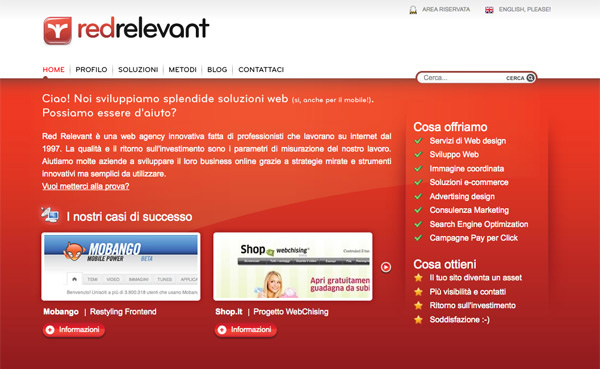 AREA RISERVATA
ENGLISH, PLEASE!
redrelevant
HOME | PROFILO | SOLUZIONI | METODI | BLOG | CONTATTACI
Cerca... CERCA
Ciao! Noi sviluppiamo splendide soluzioni web (si, anche per il mobile!).
Possiamo essere d'aiuto?
Red Relevant è una web agency innovativa fatta di professionisti che lavorano su internet dal
1997. La qualità e il ritorno sull'investimento sono i parametri di misurazione del nostro lavoro.
Aiutiamo molte aziende a sviluppare il loro business online grazie a strategie mirate e strumenti
innovativi ma semplici da utilizzare.
Vuoi metterci alla prova?
I nostri casi di successo
MOBANGO
MOBILE POWER BETA
TEMI VIDEO IMMAGINI TUNES APPLIC
Benvenuto! Unisciti a più di 3.600.018 utenti che usano Mobango
Shop webchising
Apri gratuitamen
guadagna da subi
Mobango | Restyling Frontend
Informazioni
Shop.it | Progetto WebChising
Informazioni
Cosa offriamo
Servizi di Web design
Sviluppo Web
Immagine coordinata
Soluzioni e-commerce
Advertising design
Consulenza Marketing
Search Engine Optimization
Campagne Pay per Click
Cosa ottieni
Il tuo sito diventa un asset
Più visibilità e contatti
Ritorno sull'investimento
Soddisfazione :-)